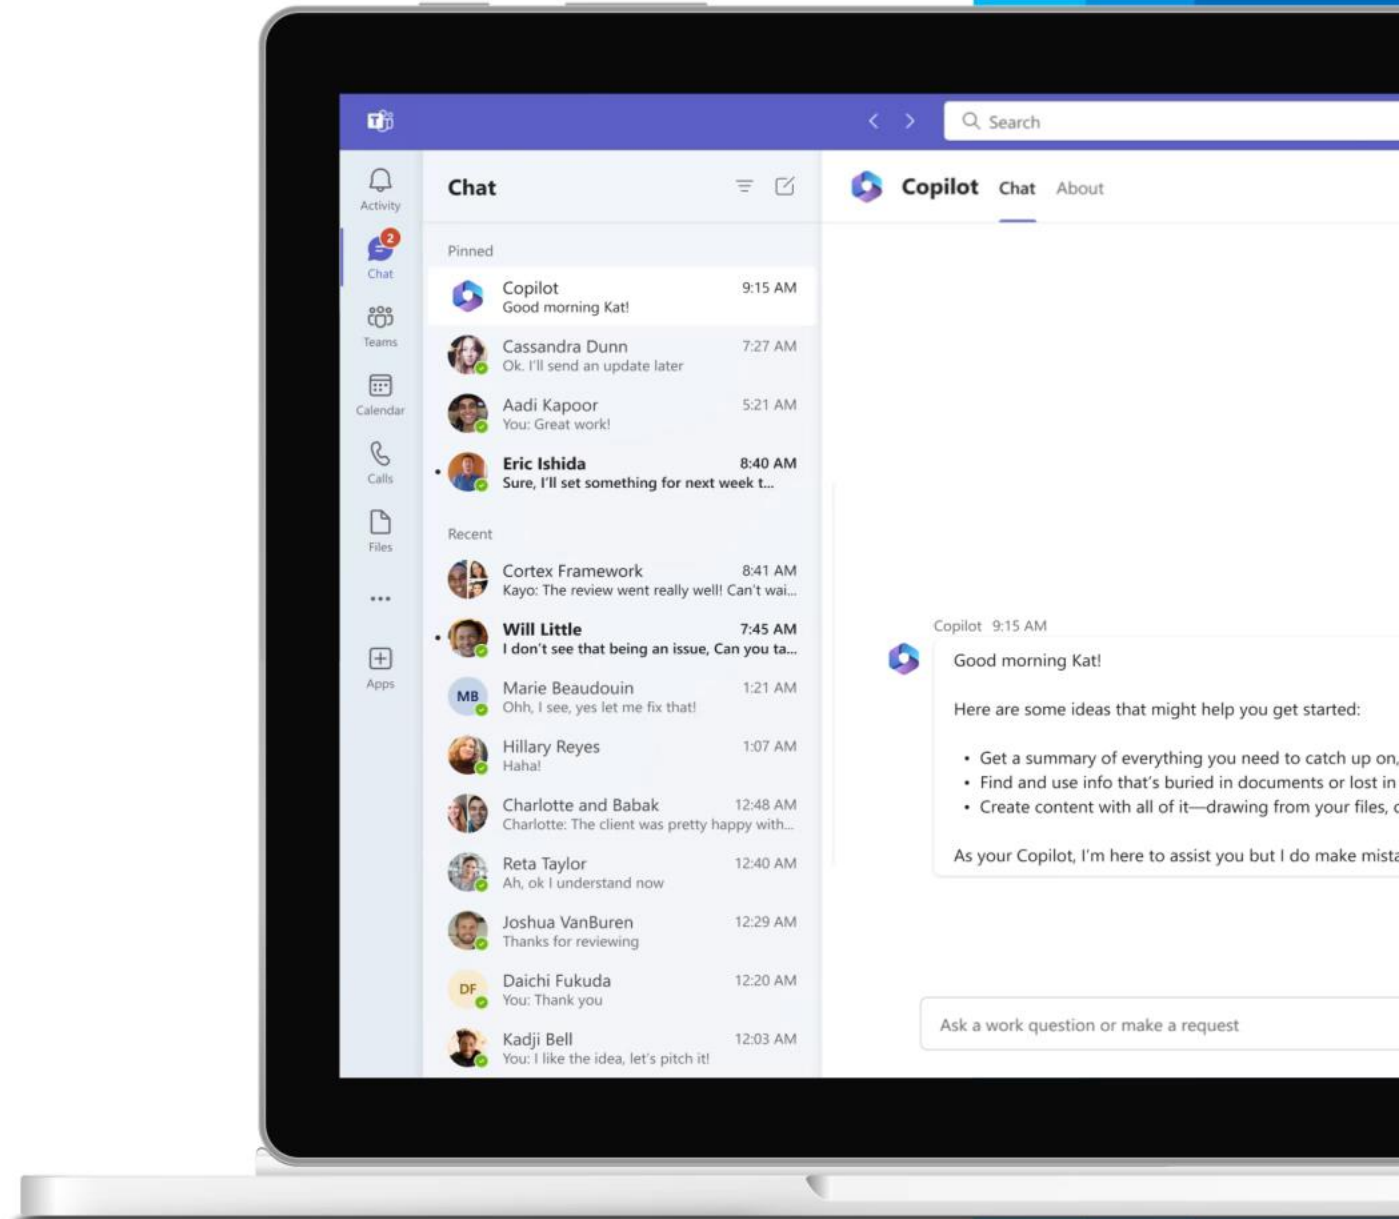 Search
Activity
2
Chat
Teams
Calendar
Calls
Files
Apps
Chat
Pinned
Copilot 9:15 AM
Good morning Kat!
Cassandra Dunn 7:27 AM
Ok. I'll send an update later
Aadi Kapoor 5:21 AM
You: Great work!
Eric Ishida 8:40 AM
Sure, I'll set something for next week t...
Recent
Cortex Framework 8:41 AM
Kayo: The review went really well! Can't wai...
Will Little 7:45 AM
I don't see that being an issue, Can you ta...
MB
Marie Beaudouin 1:21 AM
Ohh, I see, yes let me fix that!
Hillary Reyes 1:07 AM
Haha!
Charlotte and Babak 12:48 AM
Charlotte: The client was pretty happy with...
Reta Taylor 12:40 AM
Ah, ok I understand now
Joshua VanBuren 12:29 AM
Thanks for reviewing
DF
Daichi Fukuda 12:20 AM
You: Thank you
Kadji Bell 12:03 AM
You: I like the idea, let's pitch it!
Copilot Chat About
Copilot 9:15 AM
Good morning Kat!
Here are some ideas that might help you get started:
• Get a summary of everything you need to catch up on,
• Find and use info that's buried in documents or lost in
• Create content with all of it—drawing from your files,
As your Copilot, I'm here to assist you but I do make
Ask a work question or make a request